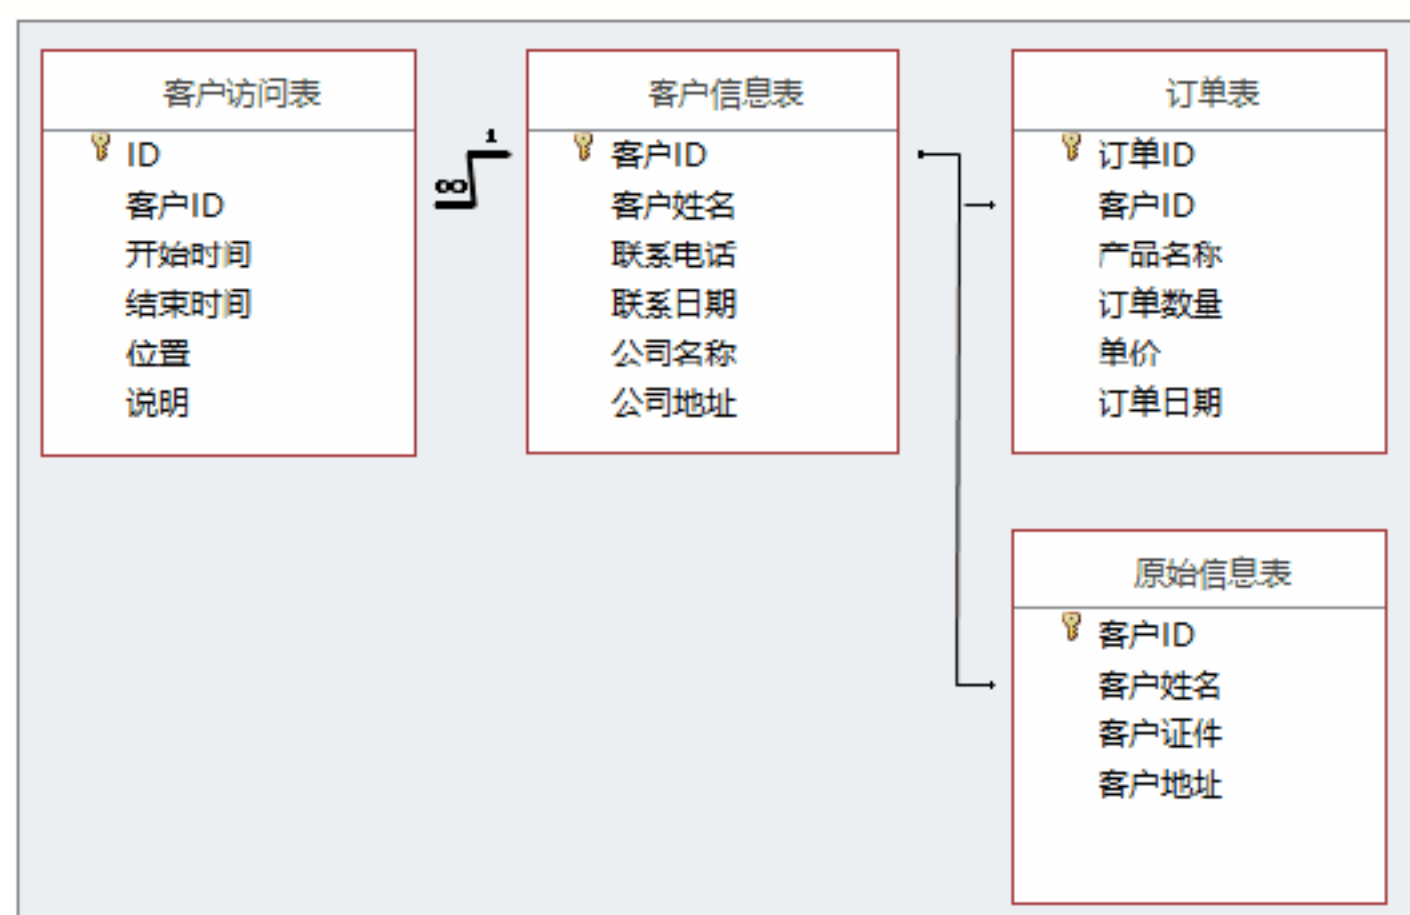 客户访问表
ID
客户ID
开始时间
结束时间
位置
说明
∞
1
客户信息表
客户ID
客户姓名
联系电话
联系日期
公司名称
公司地址
订单表
订单ID
客户ID
产品名称
订单数量
单价
订单日期
原始信息表
客户ID
客户姓名
客户证件
客户地址